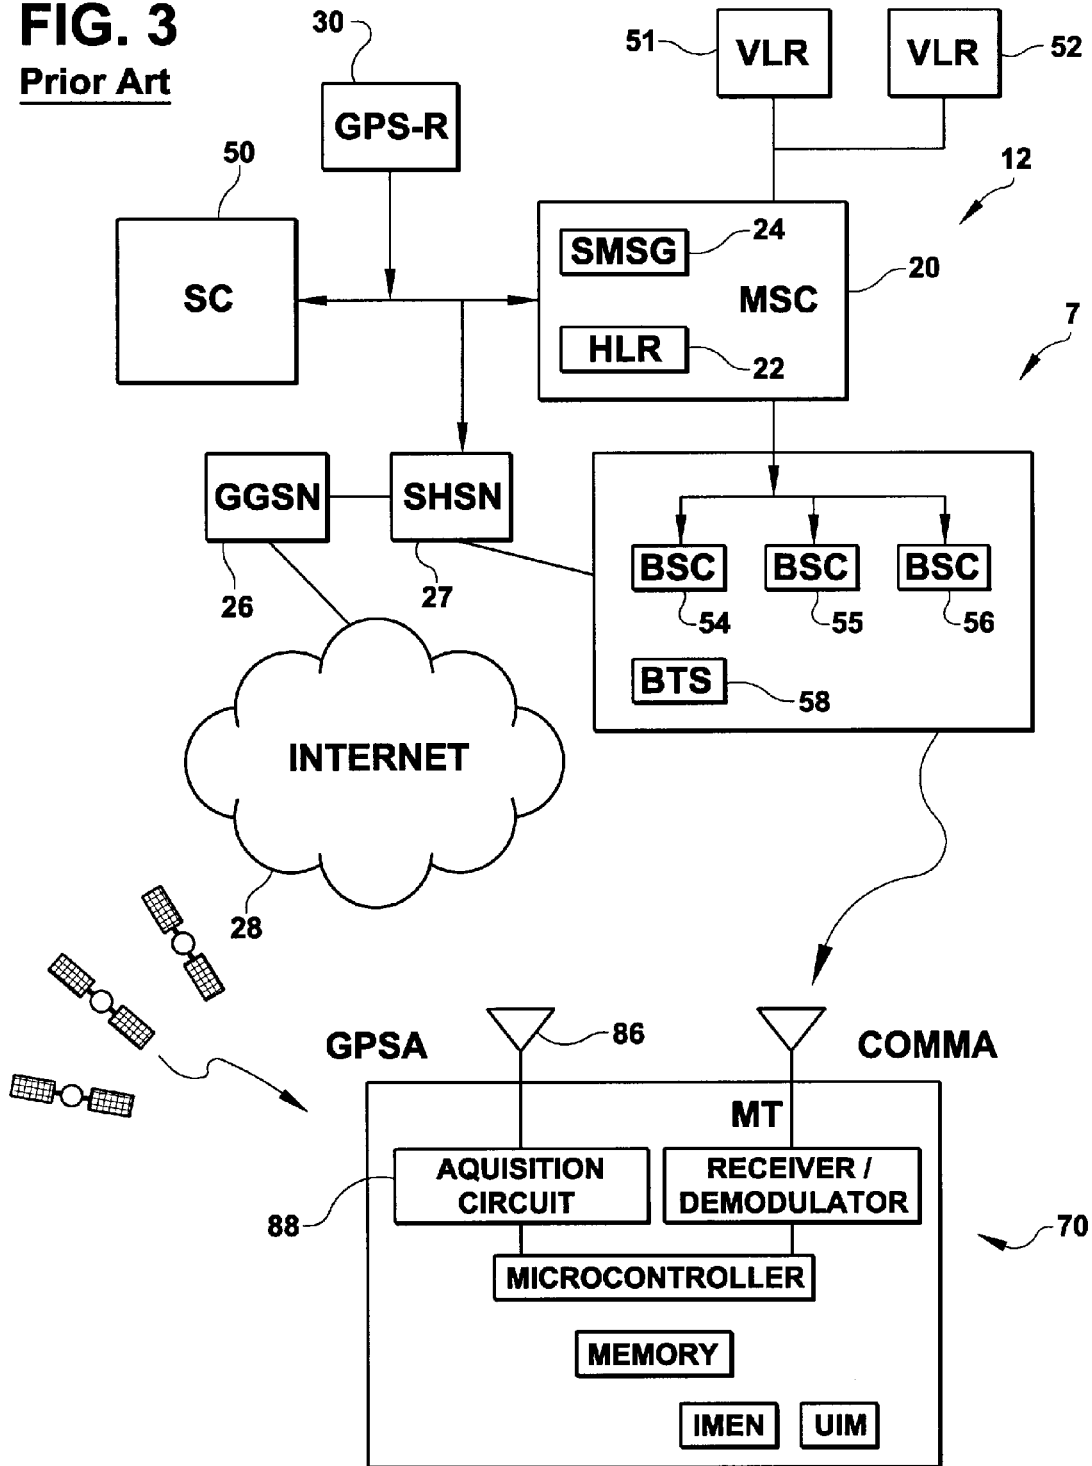 FIG. 3
Prior Art
30
51
VLR
VLR
52
GPS-R
50
12
SC
SMSG
24
MSC
20
HLR
22
7
GGSN
SHSN
26
27
BSC
BSC
BSC
54
55
56
BTS
58
INTERNET
28
GPSA
86
COMMA
MT
AQUISITION
CIRCUIT
RECEIVER /
DEMODULATOR
88
70
MICROCONTROLLER
MEMORY
IMEN
UIM